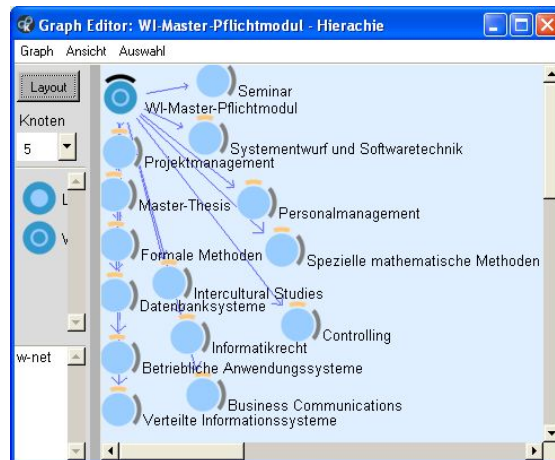 Graph Editor: WI-Master-Pflichtmodul - Hierachie
Graph Ansicht Auswahl
Layout
Knoten
5
w-net
Seminar
WI-Master-Pflichtmodul
Systementwurf und Softwaretechnik
Projektmanagement
Master-Thesis
Personalmanagement
Formale Methoden
Spezielle mathematische Methoden
Intercultural Studies
Datenbanksysteme
Controlling
Informatikrecht
Betriebliche Anwendungssysteme
Business Communications
Verteilte Informationssysteme